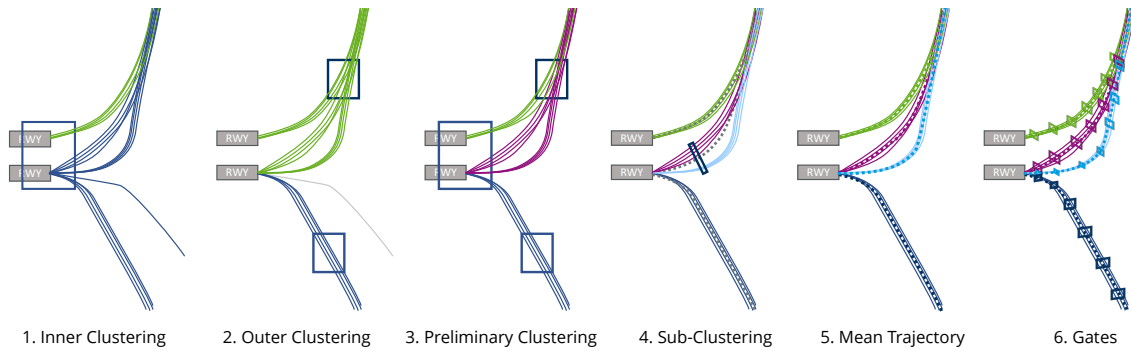 RWY
RWY
RWY
RWY
RWY
RWY
RWY
RWY
RWY
RWY
RWY
RWY
1. Inner Clustering
2. Outer Clustering
3. Preliminary Clustering
4. Sub-Clustering
5. Mean Trajectory
6. Gates